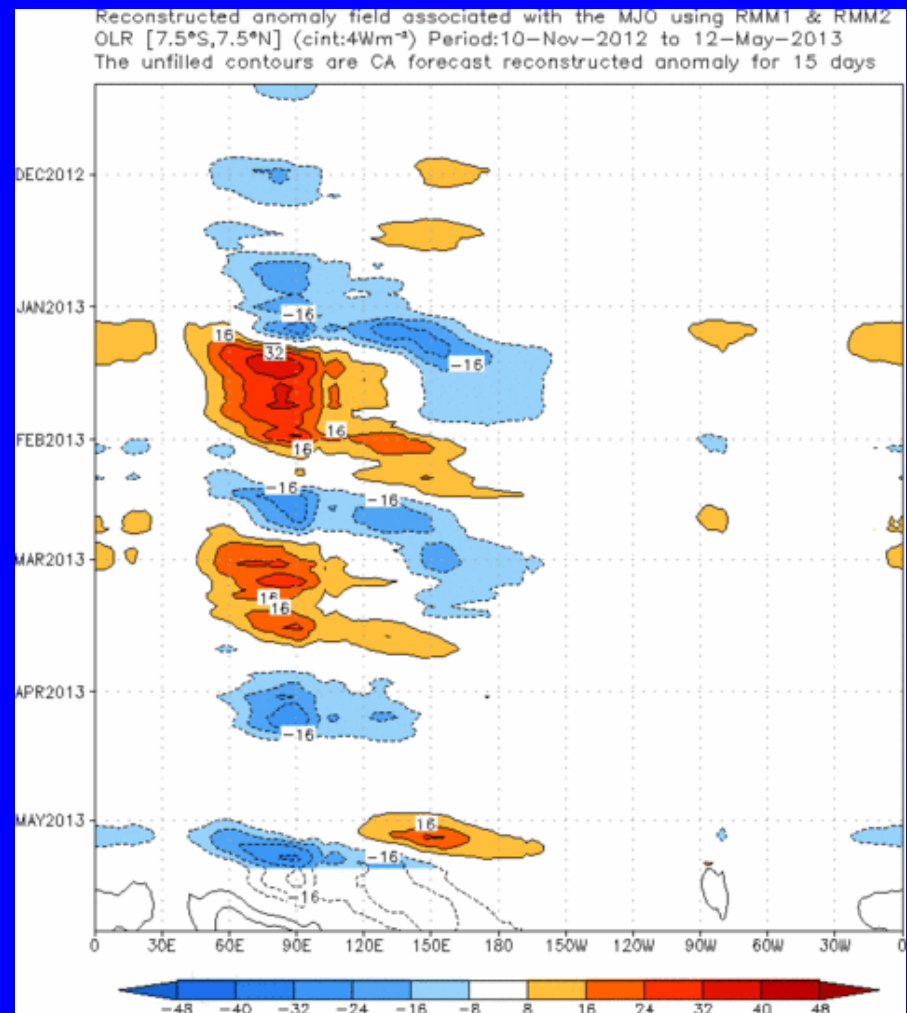 Reconstructed anomaly field associated with the MJO using RMM1 & RMM2
OLR [7.5°S,7.5°N] (cint:4Wm⁻²) Period:10-Nov-2012 to 12-May-2013
The unfilled contours are CA forecast reconstructed anomaly for 15 days
DEC2012
JAN2013
-16
16
32
-16
FEB2013
16
16
-16
-16
MAR2013
16
16
APR2013
-16
MAY2013
16
-16
-16
0 30E 60E 90E 120E 150E 180 150W 120W 90W 60W 30W 0
-48 -40 -32 -24 -16 -8 8 16 24 32 40 48